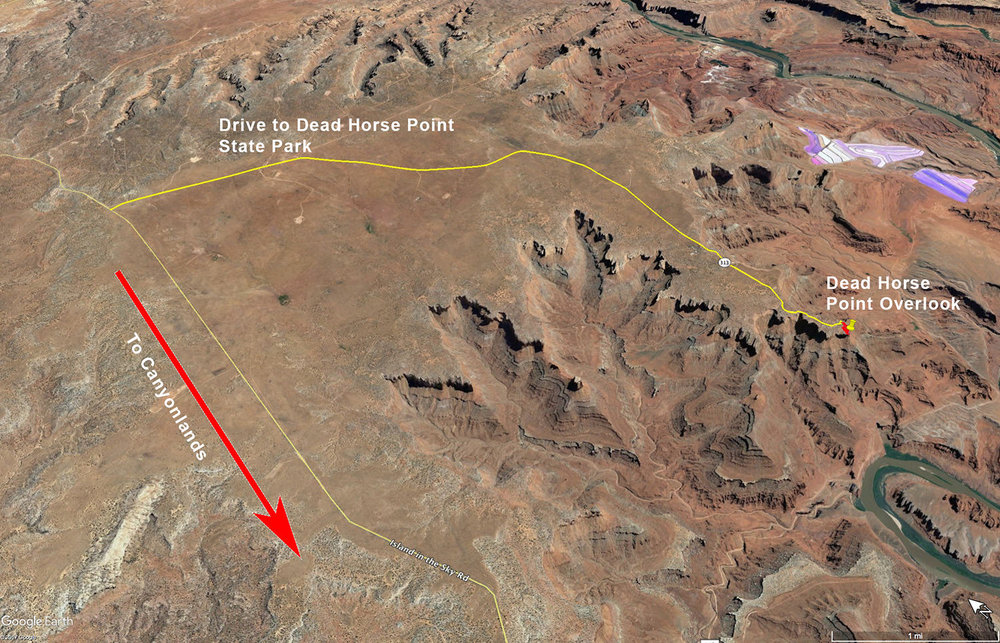 Drive to Dead Horse Point
State Park
313
Dead Horse
Point Overlook
To Canyonlands
Island in the Sky Rd
Google Earth
1 mi